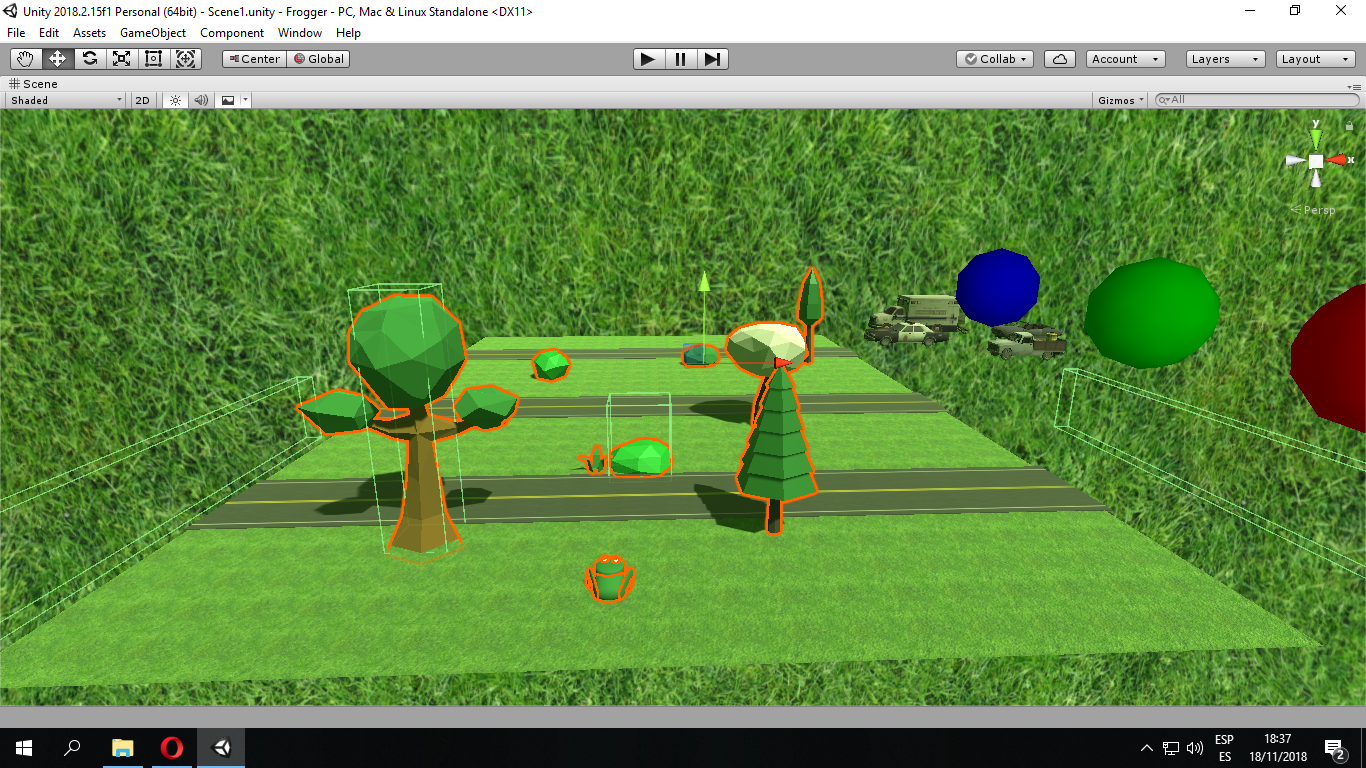 Unity 2018.2.15f1 Personal (64bit) - Scene1.unity - Frogger - PC, Mac & Linux Standalone <DX11>
File Edit Assets GameObject Component Window Help
Center Global Collab Account Layers Layout
Scene
Shaded 2D Gizmos All
y
x
Persp
ESP 18:37
ES 18/11/2018 2